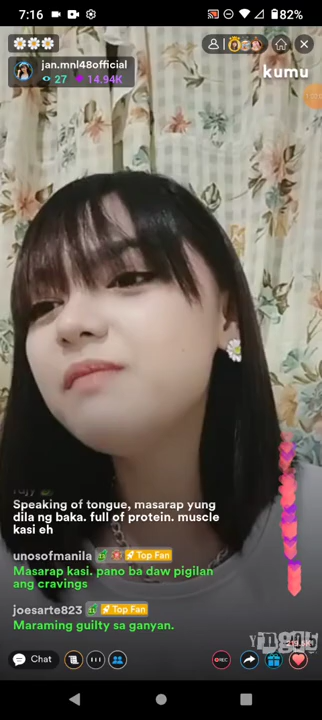 7:16
82%
jan.mnl48official
27 14.94K
kumu
Speaking of tongue, masarap yung
dila ng baka. full of protein. muscle
kasi eh
unosofmanila Top Fan
Masarap kasi. pano ba daw pigilan
ang cravings
joesarte823 Top Fan
Maraming guilty sa ganyan.
Chat
REC